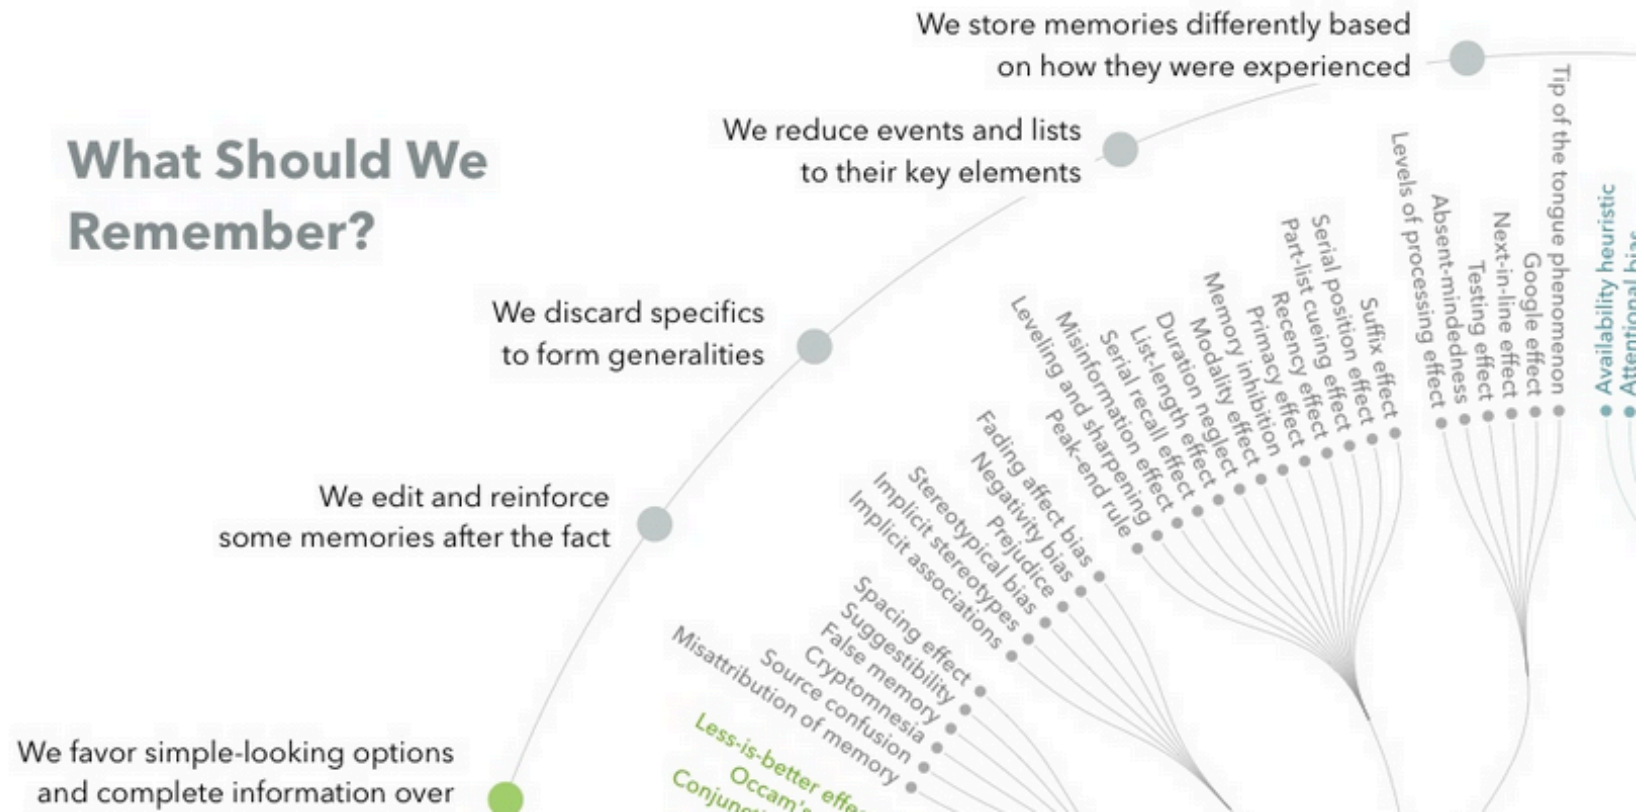 We store memories differently based
on how they were experienced
We reduce events and lists
to their key elements
What Should We
Remember?
We discard specifics
to form generalities
We edit and reinforce
some memories after the fact
We favor simple-looking options
and complete information over
Tip of the tongue phenomenon
Google effect
Next-in-line effect
Testing effect
Absent-mindedness
Levels of processing effect
Suffix effect
Serial position effect
Part-list cueing effect
Recency effect
Primacy effect
Memory inhibition
Modality effect
Duration neglect
List-length effect
Serial recall effect
Misinformation effect
Leveling and sharpening
Peak-end rule
Fading affect bias
Negativity bias
Prejudice
Stereotypical bias
Implicit stereotypes
Implicit associations
Spacing effect
Suggestibility
False memory
Cryptomnesia
Source confusion
Misattribution of memory
Less-is-better
Occam's
Availability heuristic
Attentional